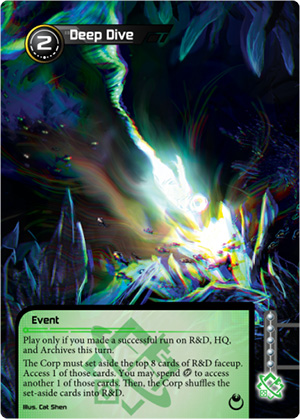 2
Deep Dive
Event
Play only if you made a successful run on R&D, HQ,
and Archives this turn.
The Corp must set aside the top 8 cards of R&D faceup.
Access 1 of those cards. You may spend to access
another 1 of those cards. Then, the Corp shuffles the
set-aside cards into R&D.
Illus. Cat Shen